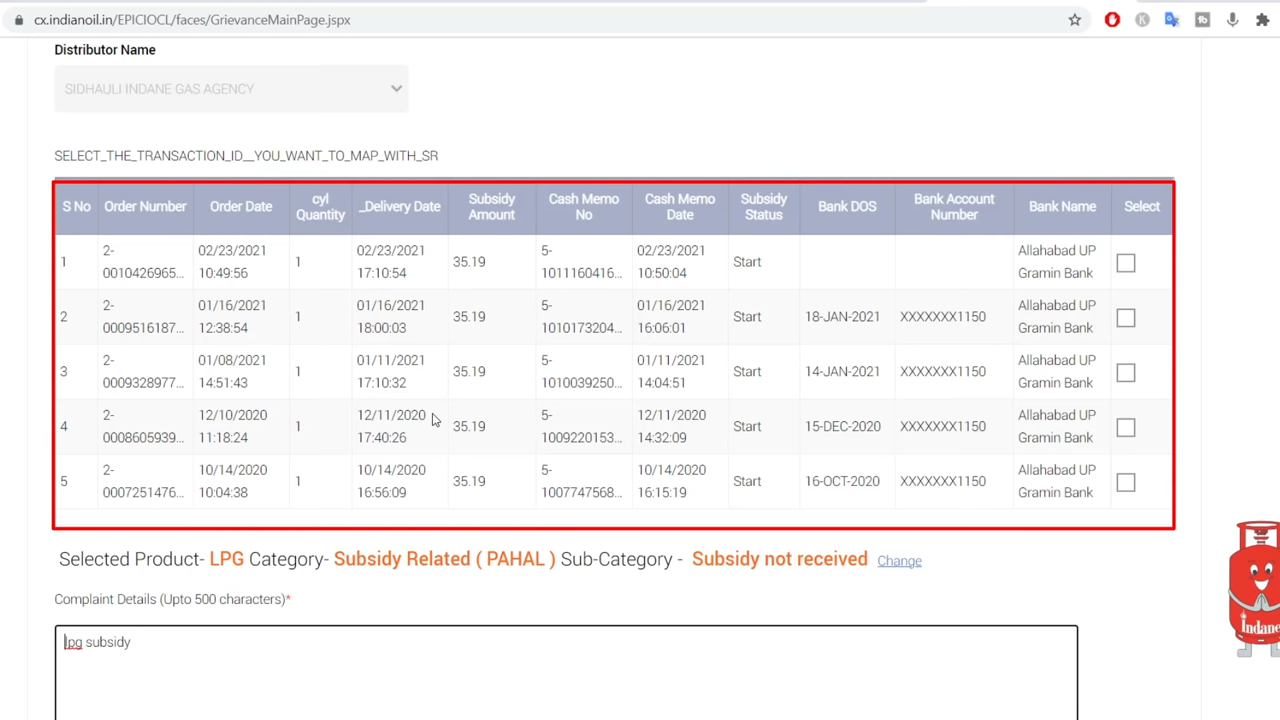 cx.indianoil.in/EPICIOCL/faces/GrievanceMainPage.jspx
Distributor Name
SIDHAULI INDANE GAS AGENCY
SELECT_THE_TRANSACTION_ID__YOU_WANT_TO_MAP_WITH_SR
S No Order Number Order Date cyl Quantity _Delivery Date Subsidy Amount Cash Memo No Cash Memo Date Subsidy Status Bank DOS Bank Account Number Bank Name Select
1 2-0010426965... 02/23/2021 10:49:56 1 02/23/2021 17:10:54 35.19 5-1011160416... 02/23/2021 10:50:04 Start Allahabad UP Gramin Bank
2 2-0009516187... 01/16/2021 12:38:54 1 01/16/2021 18:00:03 35.19 5-1010173204... 01/16/2021 16:06:01 Start 18-JAN-2021 XXXXXXX1150 Allahabad UP Gramin Bank
3 2-0009328977... 01/08/2021 14:51:43 1 01/11/2021 17:10:32 35.19 5-1010039250... 01/11/2021 14:04:51 Start 14-JAN-2021 XXXXXXX1150 Allahabad UP Gramin Bank
4 2-0008605939... 12/10/2020 11:18:24 1 12/11/2020 17:40:26 35.19 5-1009220153... 12/11/2020 14:32:09 Start 15-DEC-2020 XXXXXXX1150 Allahabad UP Gramin Bank
5 2-0007251476... 10/14/2020 10:04:38 1 10/14/2020 16:56:09 35.19 5-1007747568... 10/14/2020 16:15:19 Start 16-OCT-2020 XXXXXXX1150 Allahabad UP Gramin Bank
Selected Product- LPG Category- Subsidy Related ( PAHAL ) Sub-Category - Subsidy not received Change
Complaint Details (Upto 500 characters)*
lpg subsidy
Indane